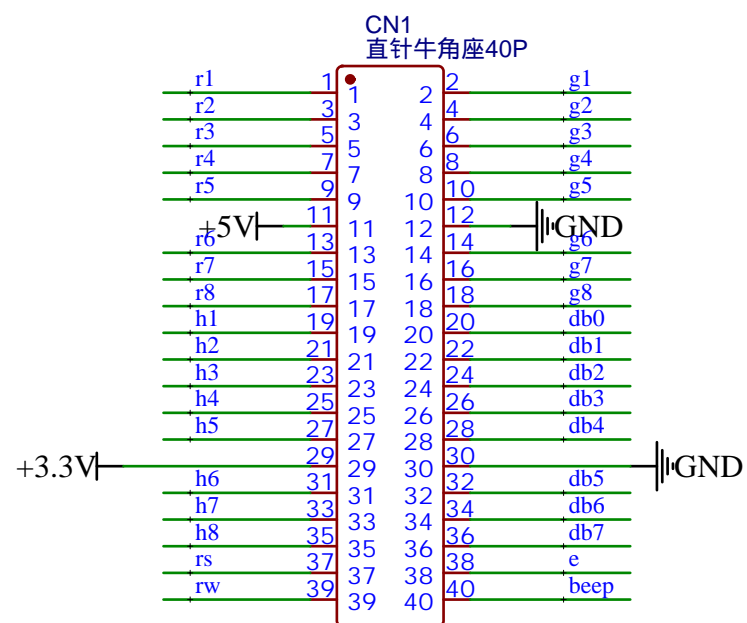 CN1
直针牛角座40P
r1 1 1 2 2 g1
r2 3 3 4 4 g2
r3 5 5 6 6 g3
r4 7 7 8 8 g4
r5 9 9 10 10 g5
+5V 11 11 12 12 GND
r6 13 13 14 14 g6
r7 15 15 16 16 g7
r8 17 17 18 18 g8
h1 19 19 20 20 db0
h2 21 21 22 22 db1
h3 23 23 24 24 db2
h4 25 25 26 26 db3
h5 27 27 28 28 db4
+3.3V 29 29 30 30 GND
h6 31 31 32 32 db5
h7 33 33 34 34 db6
h8 35 35 36 36 db7
rs 37 37 38 38 e
rw 39 39 40 40 beep